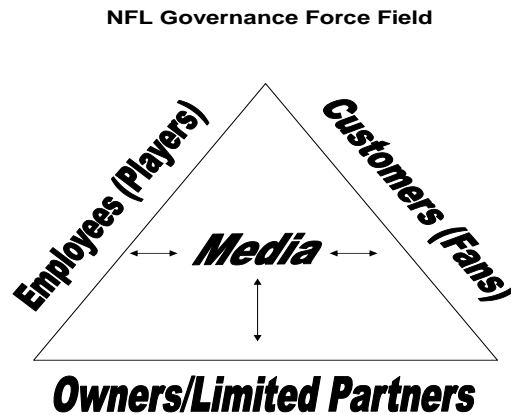 NFL Governance Force Field
Employees (Players)
Customers (Fans)
Media
Owners/Limited Partners